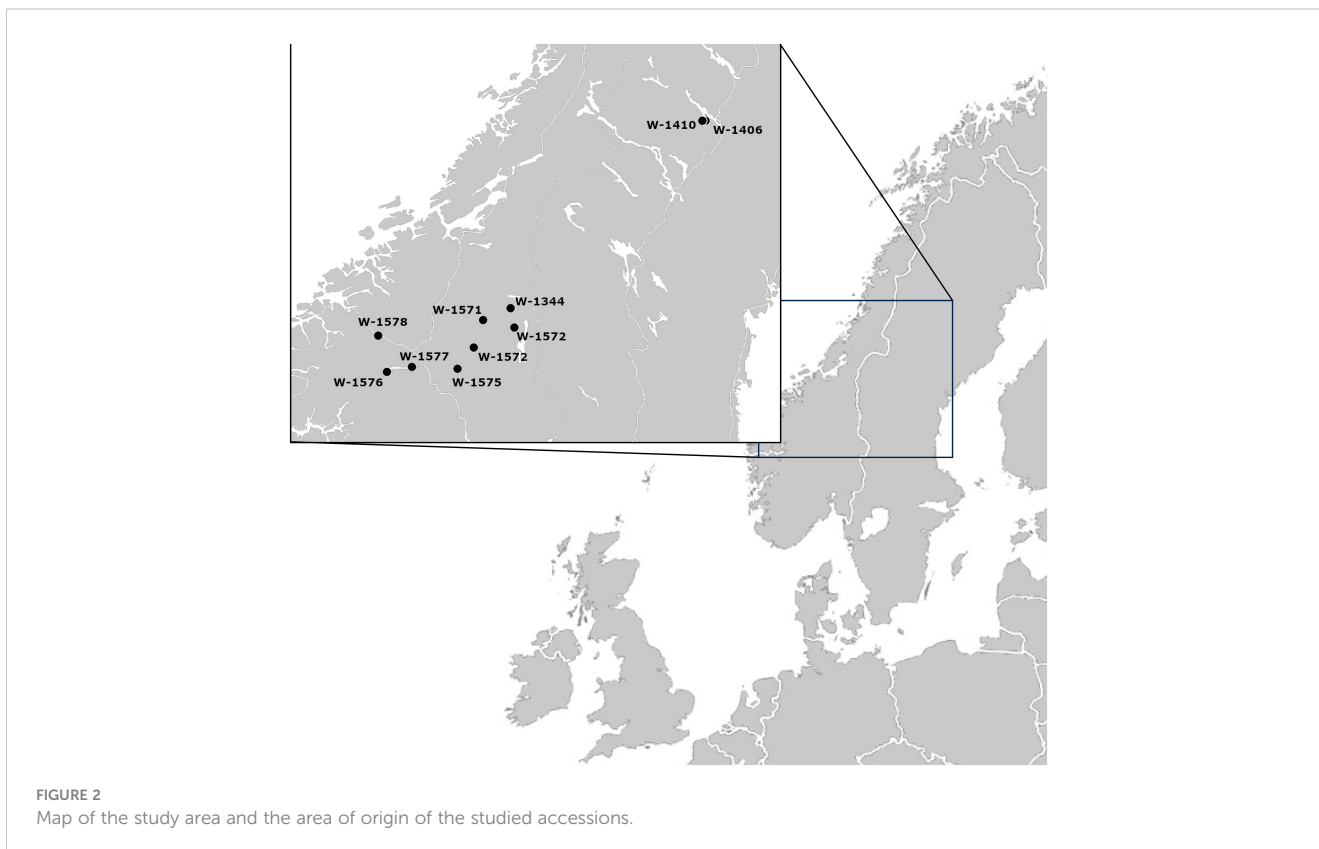 W-1410
W-1406
W-1344
W-1571
W-1572
W-1578
W-1572
W-1577
W-1575
W-1576
FIGURE 2
Map of the study area and the area of origin of the studied accessions.